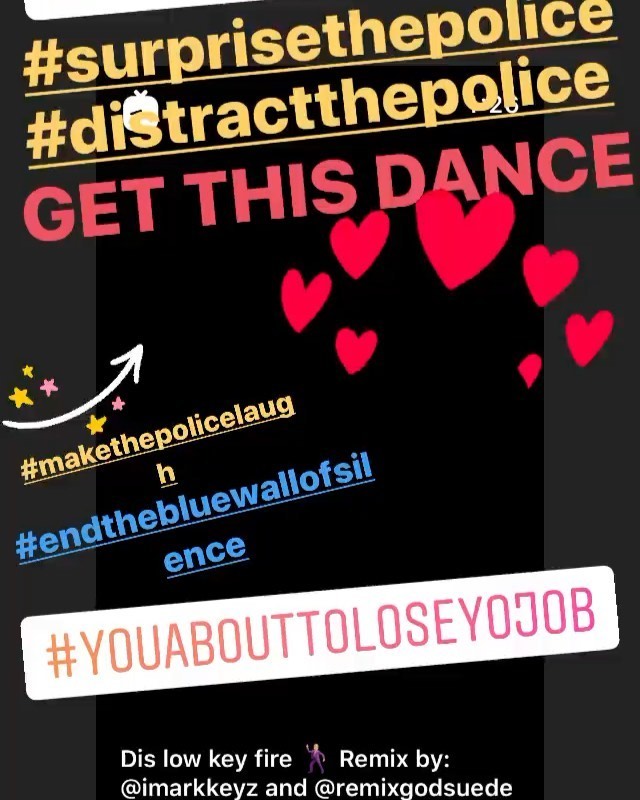 #surprisethepolice
#distractthepolice
GET THIS DANCE
#makethepolicelaug
h
#endthebluewallofsil
ence
#YOUABOUTTOLOSEYOJOB
Dis low key fire 🕺🏽 Remix by:
@imarkkeyz and @remixgodsuede